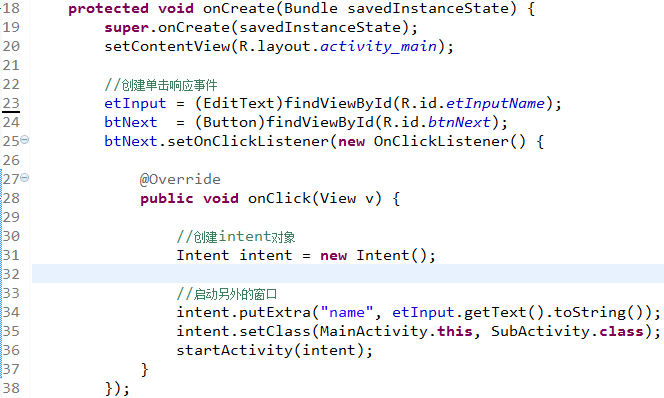 18    protected void onCreate(Bundle savedInstanceState) {
19        super.onCreate(savedInstanceState);
20        setContentView(R.layout.activity_main);
21
22        //创建单击响应事件
23        etInput = (EditText)findViewById(R.id.etInputName);
24        btNext  = (Button)findViewById(R.id.btnNext);
25        btNext.setOnClickListener(new OnClickListener() {
26
27            @Override
28            public void onClick(View v) {
29
30                //创建intent对象
31                Intent intent = new Intent();
32
33                //启动另外的窗口
34                intent.putExtra("name", etInput.getText().toString());
35                intent.setClass(MainActivity.this, SubActivity.class);
36                startActivity(intent);
37            }
38        });